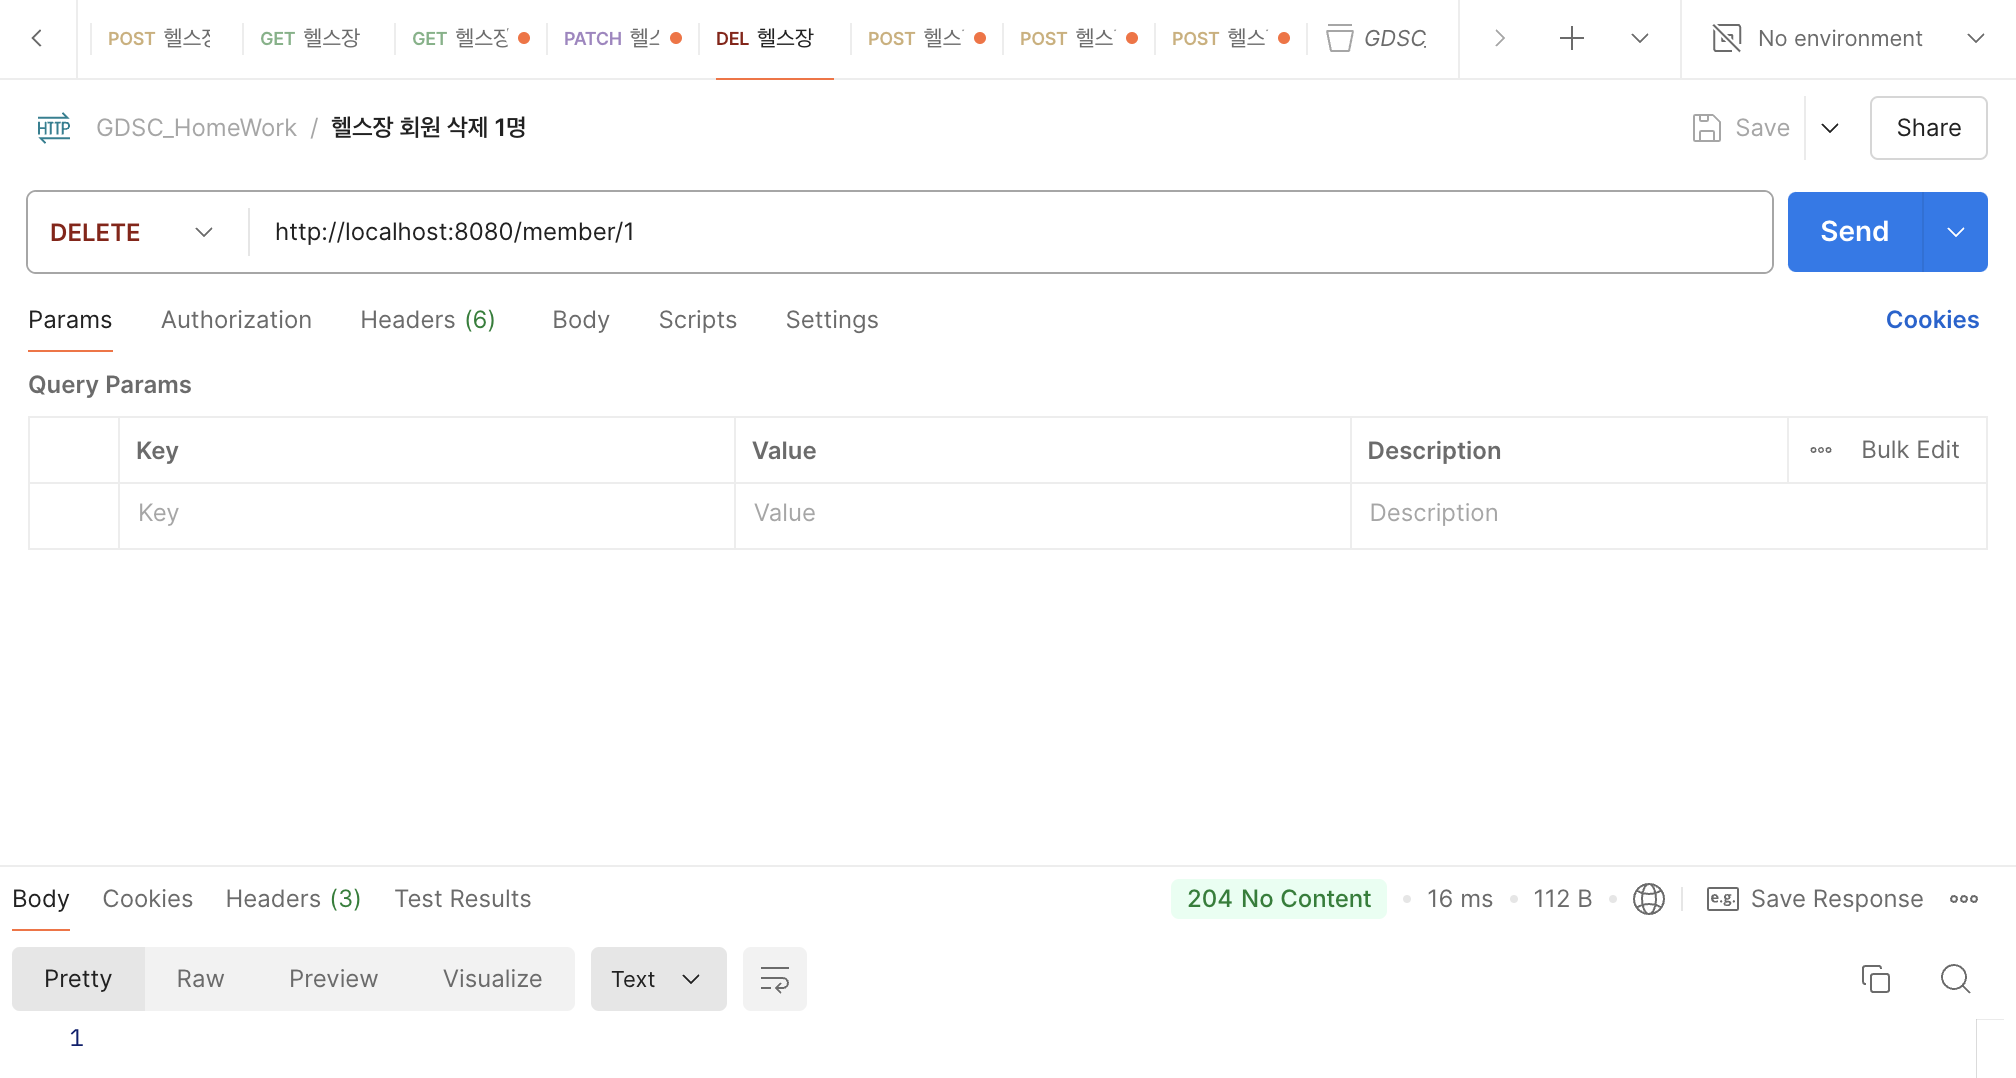 POST 헬스장 GET 헬스장 GET 헬스장 PATCH 헬스 DEL 헬스장 POST 헬스 POST 헬스 POST 헬스 GDSC_ No environment
HTTP GDSC_HomeWork / 헬스장 회원 삭제 1명 Save Share
DELETE http://localhost:8080/member/1 Send
Params Authorization Headers (6) Body Scripts Settings Cookies
Query Params
Key Value Description Bulk Edit
Key Value Description
Body Cookies Headers (3) Test Results 204 No Content • 16 ms • 112 B • e.g. Save Response
Pretty Raw Preview Visualize Text
1